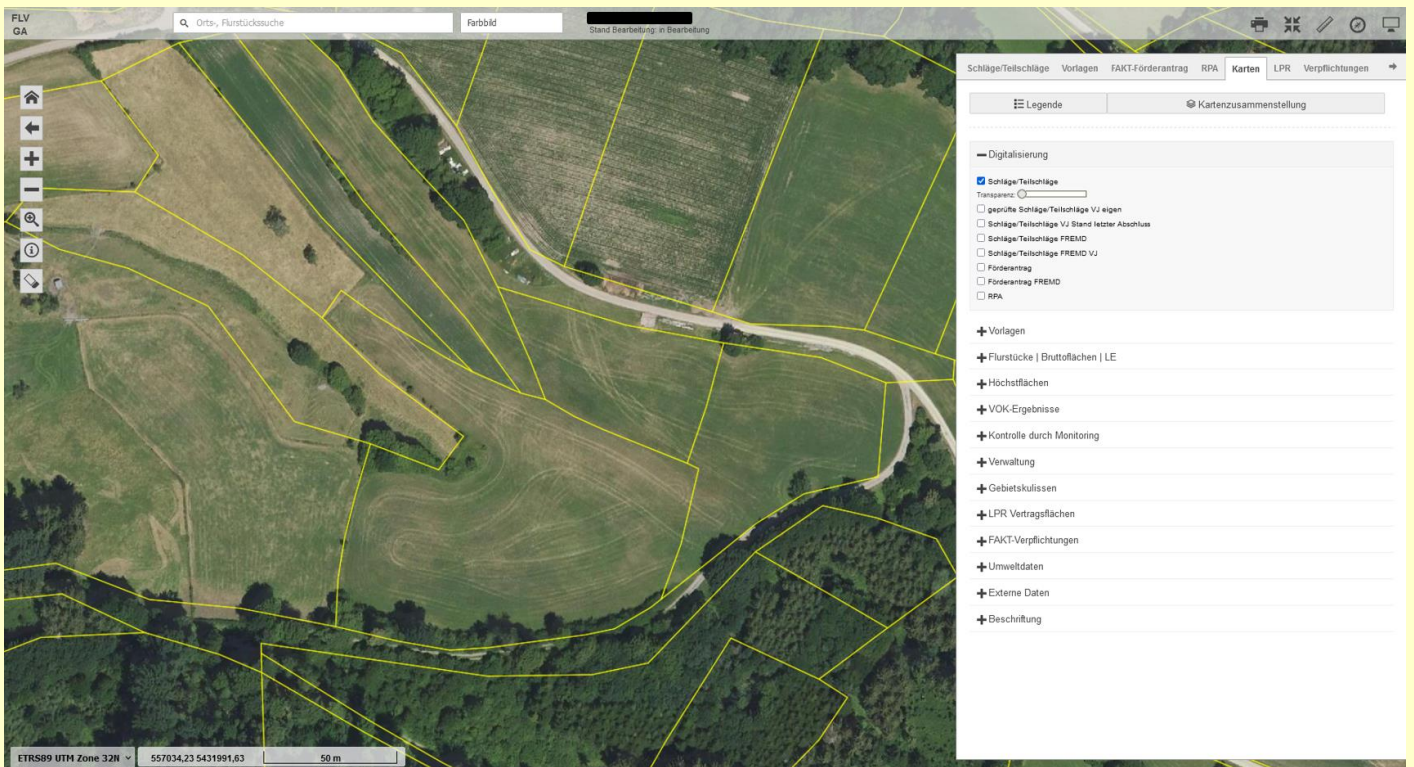 FLV
GA
Orts-, Flurstückssuche
Farbbild
Stand Bearbeitung: in Bearbeitung
Schläge/Teilschläge Vorlagen FAKT-Förderantrag RPA Karten LPR Verpflichtungen
Legende
Kartenzusammenstellung
Digitalisierung
Schläge/Teilschläge
Transparenz:
geprüfte Schläge/Teilschläge VJ eigen
Schläge/Teilschläge VJ Stand letzter Abschluss
Schläge/Teilschläge FREMD
Schläge/Teilschläge FREMD VJ
Förderantrag
Förderantrag FREMD
RPA
Vorlagen
Flurstücke | Bruttoflächen | LE
Höchstflächen
VOK-Ergebnisse
Kontrolle durch Monitoring
Verwaltung
Gebietskulissen
LPR Vertragsflächen
FAKT-Verpflichtungen
Umweltdaten
Externe Daten
Beschriftung
ETRS89 UTM Zone 32N
557034,23 5431991,63
50 m